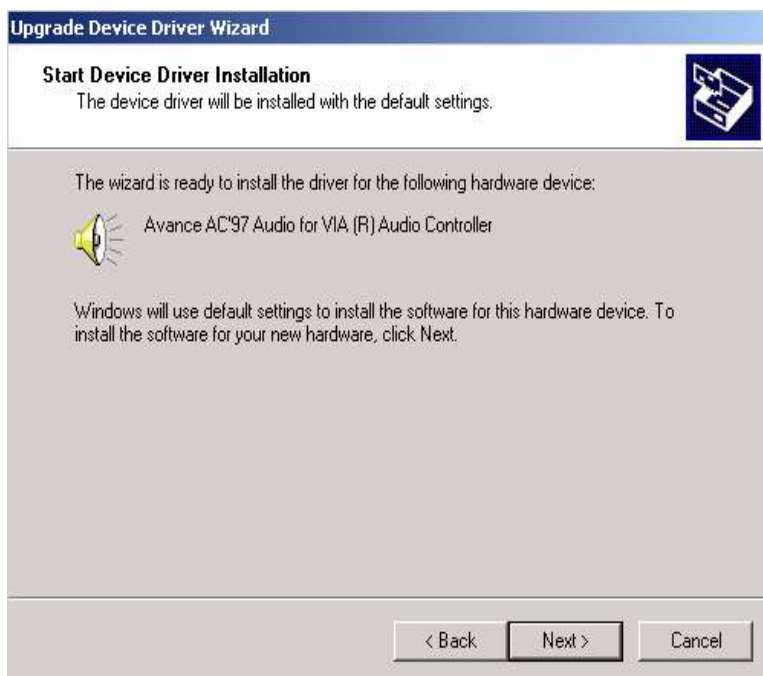 Upgrade Device Driver Wizard
Start Device Driver Installation
The device driver will be installed with the default settings.
The wizard is ready to install the driver for the following hardware device:
Avance AC'97 Audio for VIA (R) Audio Controller
Windows will use default settings to install the software for this hardware device. To
install the software for your new hardware, click Next.
< Back
Next >
Cancel